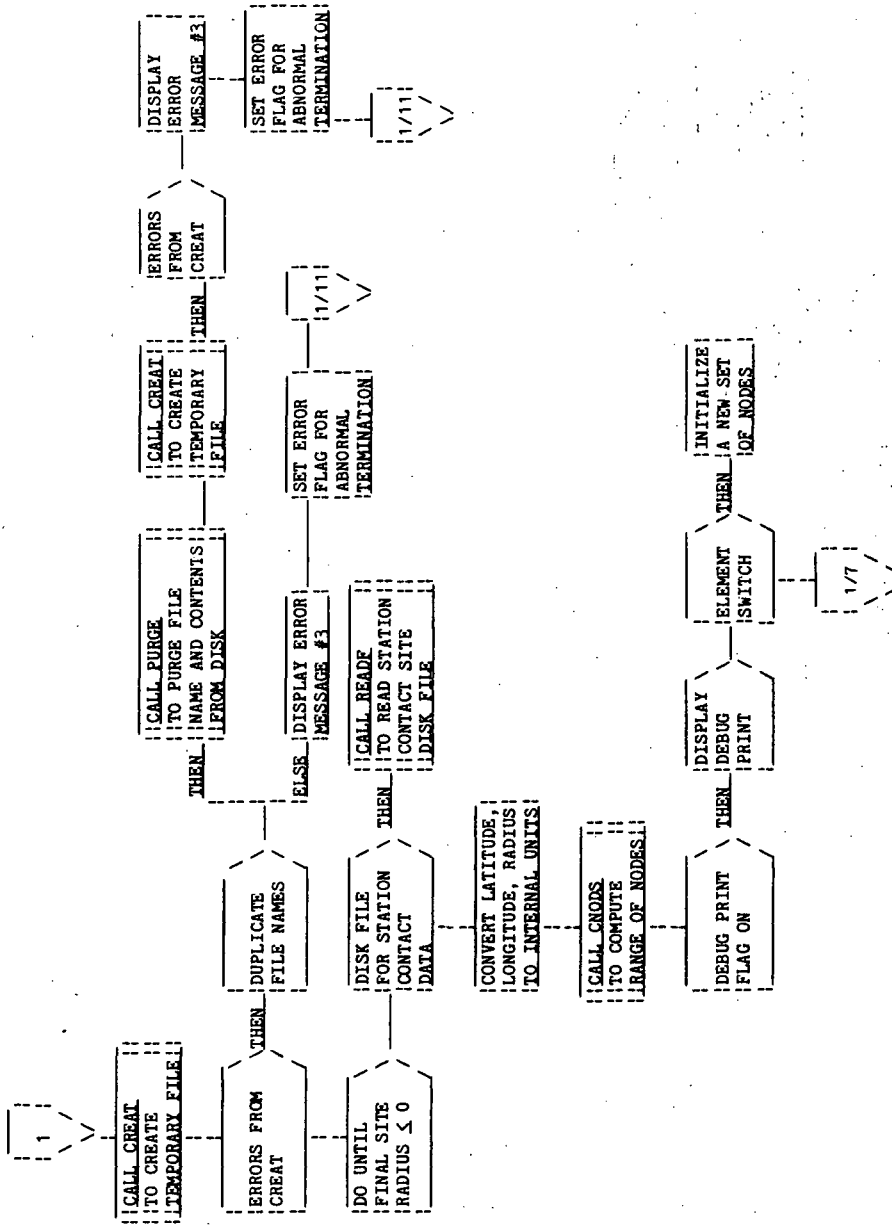 1
CALL CREAT
TO CREATE
TEMPORARY FILE
ERRORS FROM
CREAT
THEN
DUPLICATE
FILE NAMES
THEN
CALL PURGE
TO PURGE FILE
NAME AND CONTENTS
FROM DISK
CALL CREAT
TO CREATE
TEMPORARY
FILE
THEN
ERRORS
FROM
CREAT
DISPLAY
ERROR
MESSAGE #3
SET ERROR
FLAG FOR
ABNORMAL
TERMINATION
1/11
ELSE
DISPLAY ERROR
MESSAGE #3
SET ERROR
FLAG FOR
ABNORMAL
TERMINATION
1/11
DO UNTIL
FINAL SITE
RADIUS ≤ 0
DISK FILE
FOR STATION
CONTACT
DATA
THEN
CALL READF
TO READ STATION
CONTACT SITE
DISK FILE
CONVERT LATITUDE,
LONGITUDE, RADIUS
TO INTERNAL UNITS
CALL CNODS
TO COMPUTE
RANGE OF NODES
DEBUG PRINT
FLAG ON
THEN
DISPLAY
DEBUG
PRINT
ELEMENT
SWITCH
THEN
INITIALIZE
A NEW SET
OF NODES
1/7